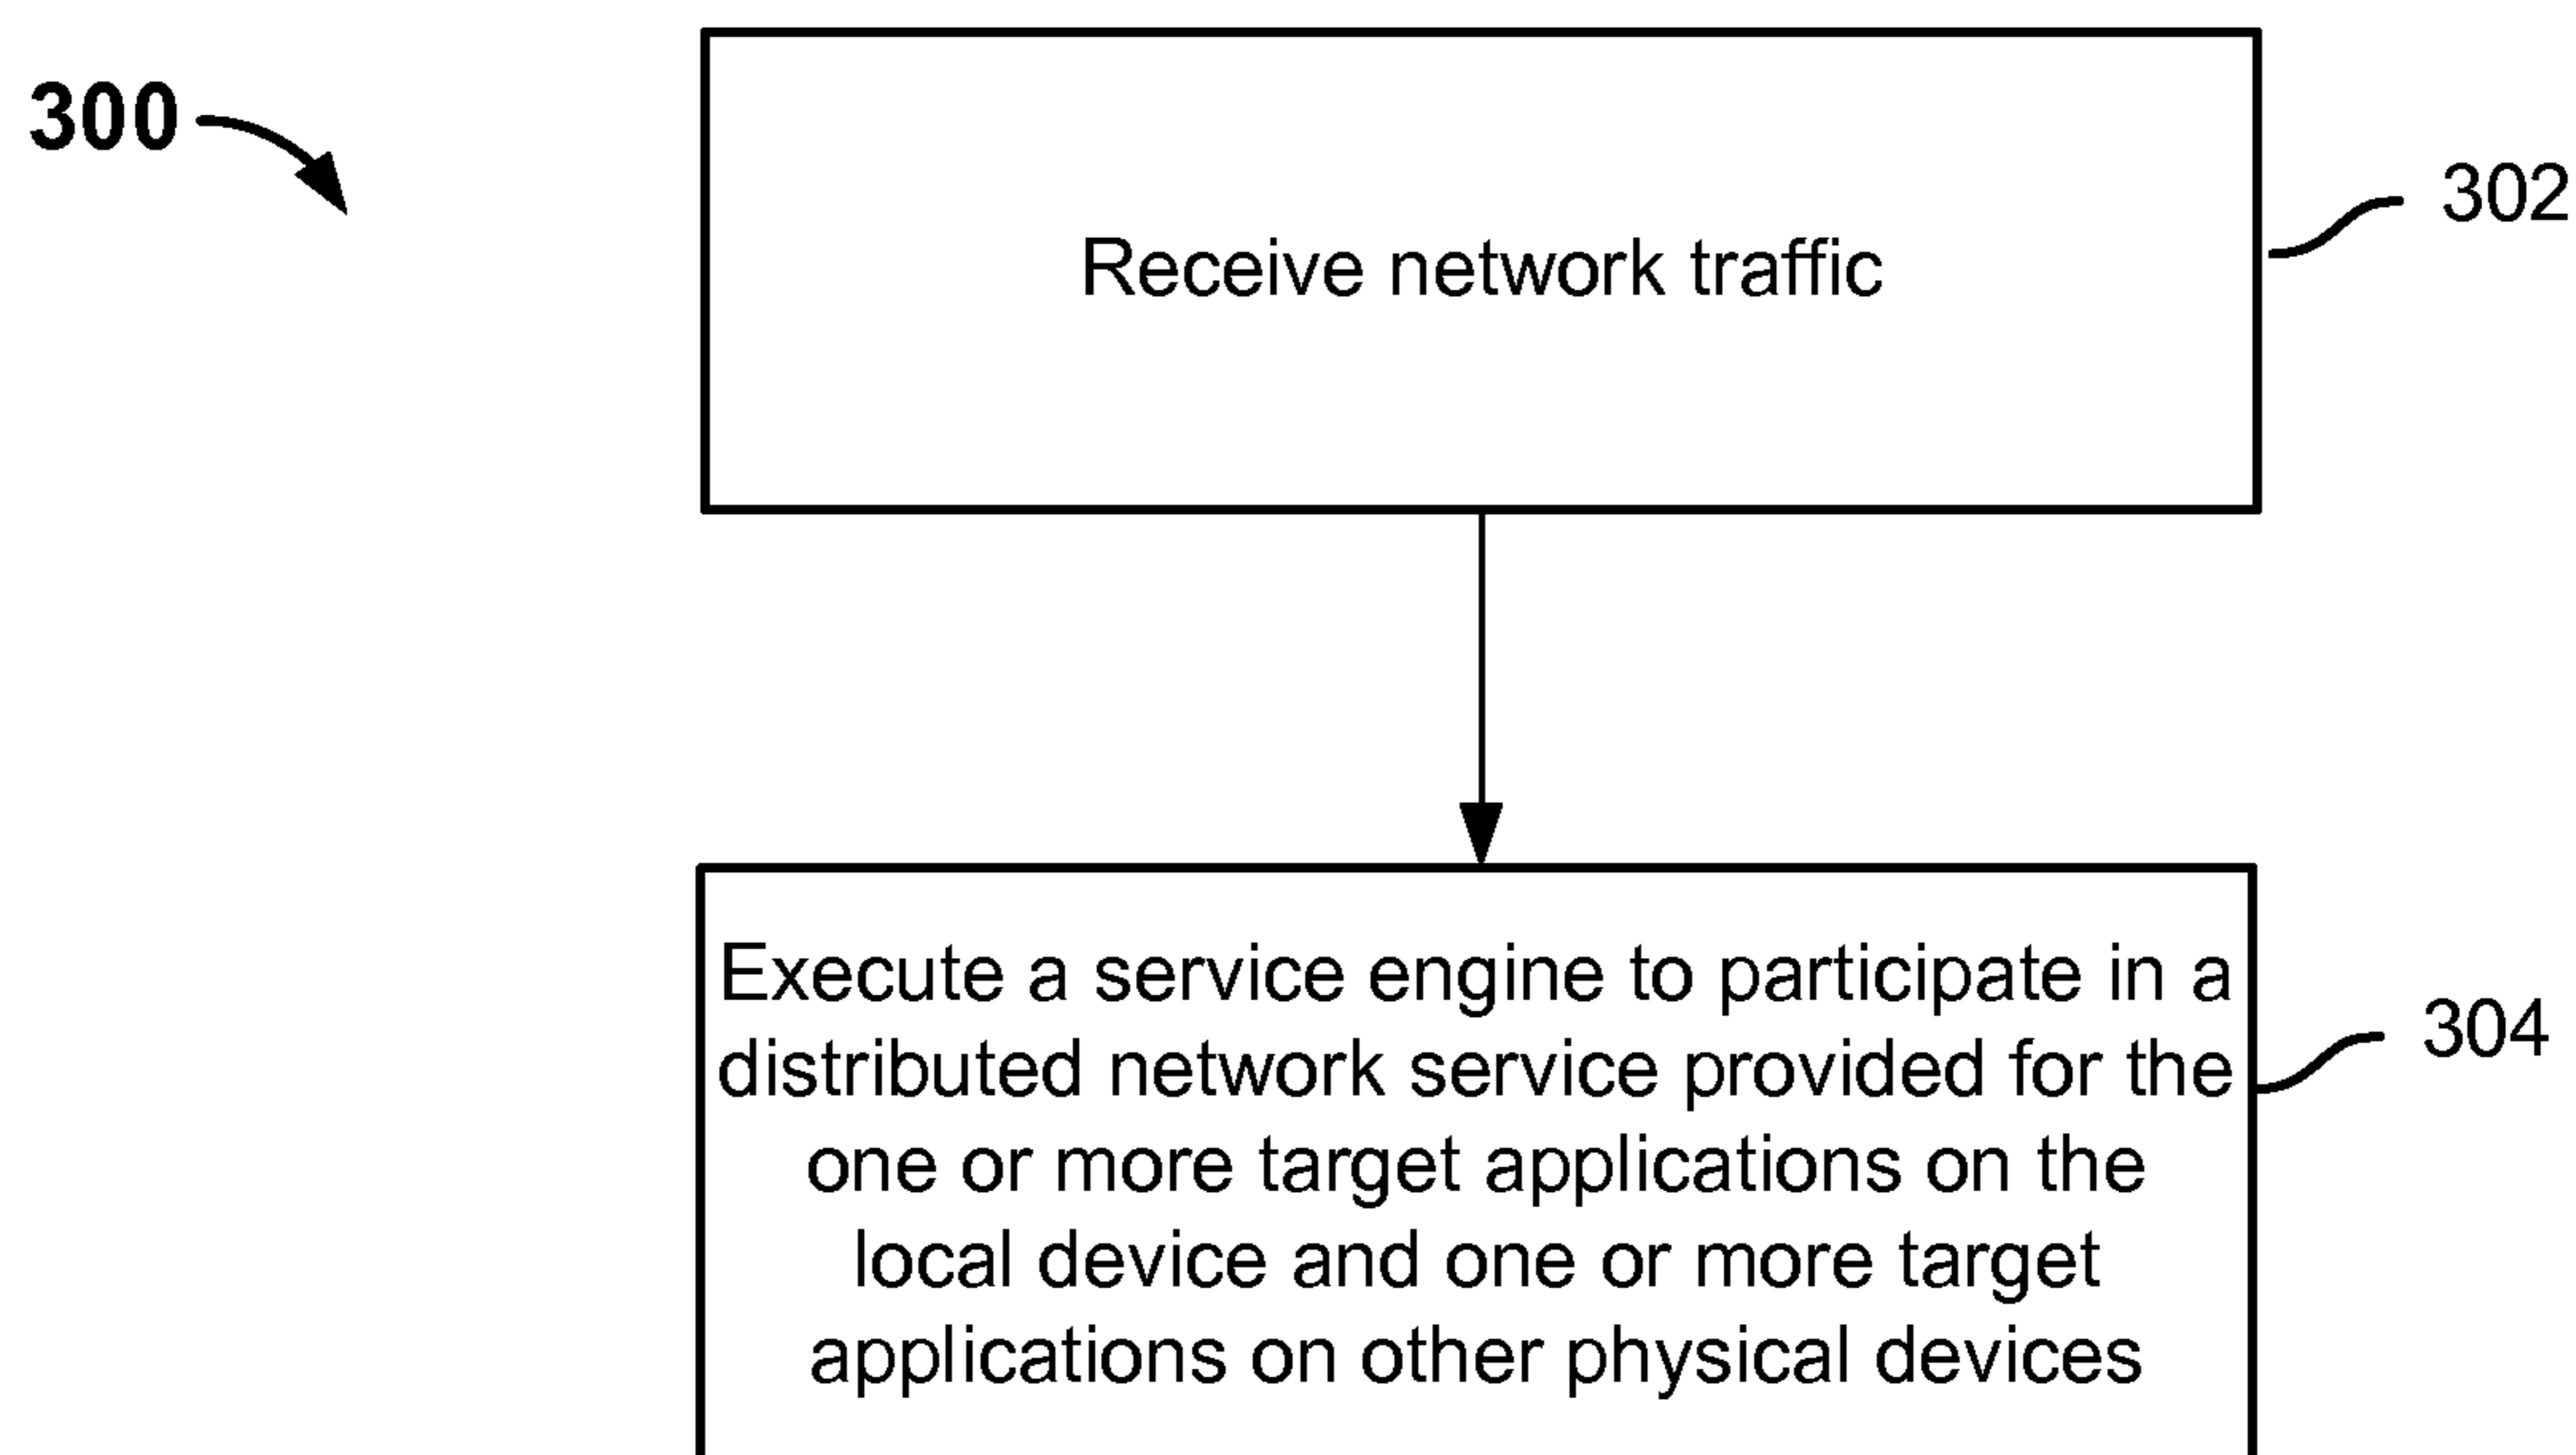 300
Receive network traffic
302
Execute a service engine to participate in a
distributed network service provided for the
one or more target applications on the
local device and one or more target
applications on other physical devices
304